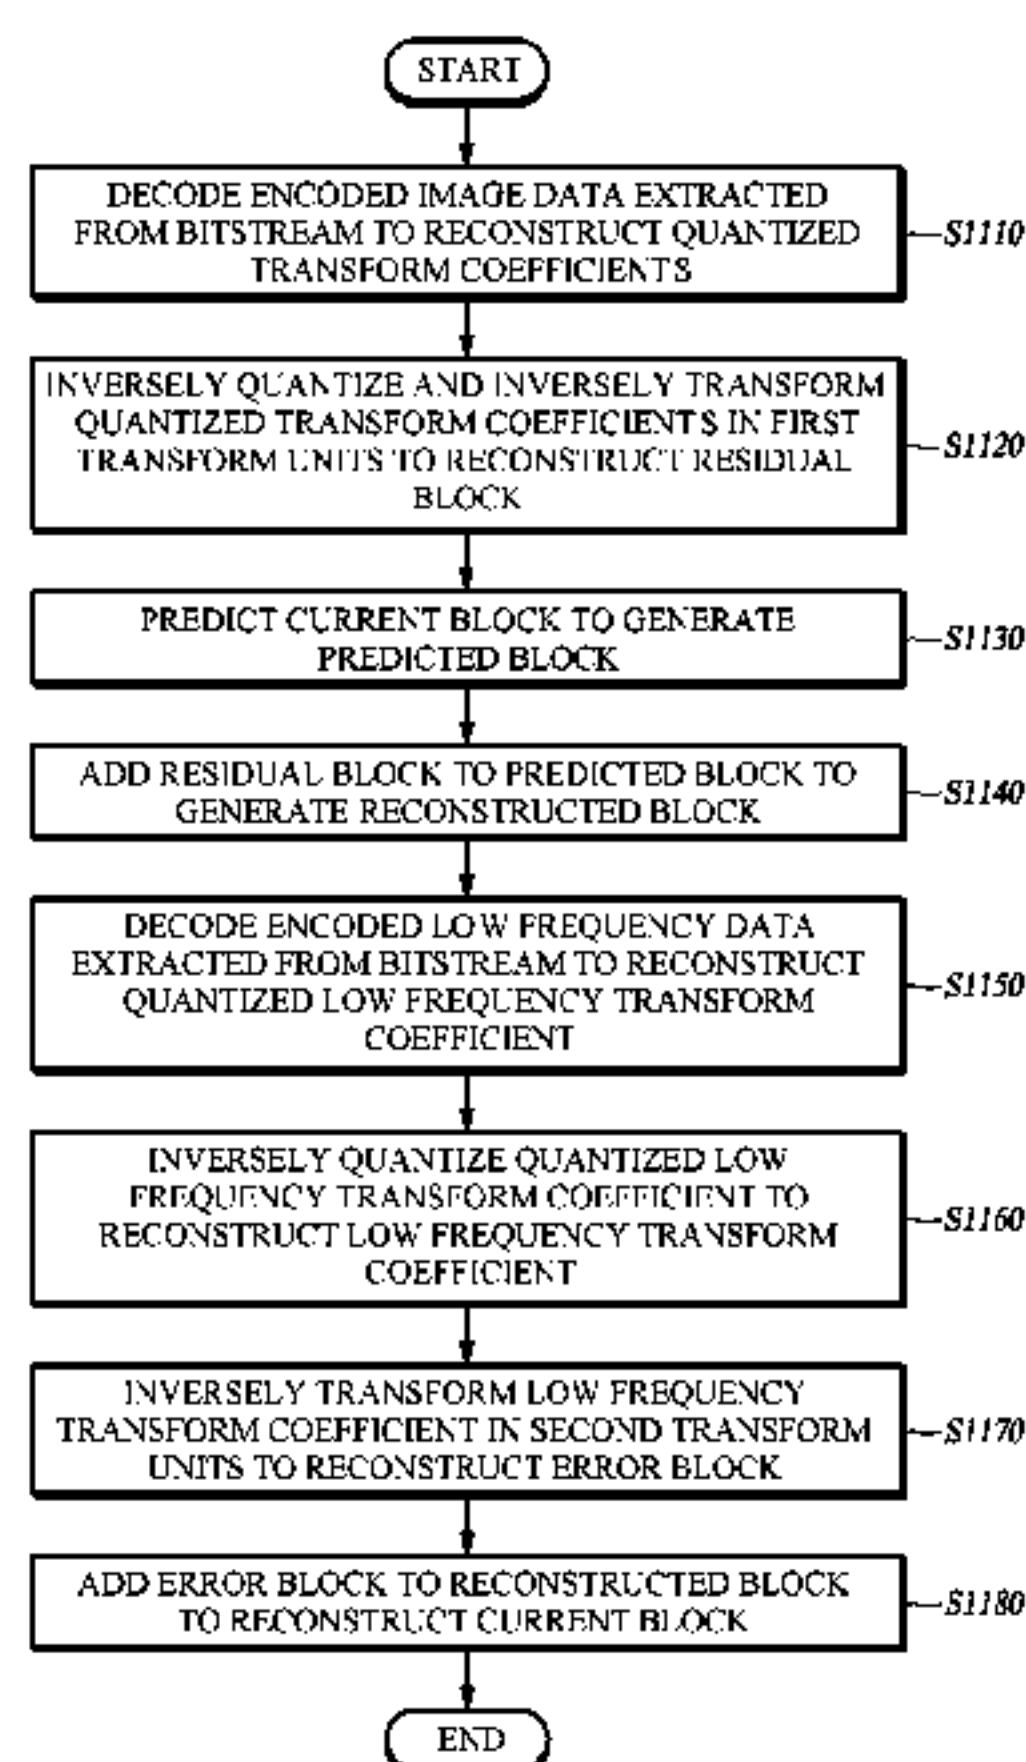 START
DECODE ENCODED IMAGE DATA EXTRACTED
FROM BITSTREAM TO RECONSTRUCT QUANTIZED
TRANSFORM COEFFICIENTS
S1110
INVERSELY QUANTIZE AND INVERSELY TRANSFORM
QUANTIZED TRANSFORM COEFFICIENTS IN FIRST
TRANSFORM UNITS TO RECONSTRUCT RESIDUAL
BLOCK
S1120
PREDICT CURRENT BLOCK TO GENERATE
PREDICTED BLOCK
S1130
ADD RESIDUAL BLOCK TO PREDICTED BLOCK TO
GENERATE RECONSTRUCTED BLOCK
S1140
DECODE ENCODED LOW FREQUENCY DATA
EXTRACTED FROM BITSTREAM TO RECONSTRUCT
QUANTIZED LOW FREQUENCY TRANSFORM
COEFFICIENT
S1150
INVERSELY QUANTIZE QUANTIZED LOW
FREQUENCY TRANSFORM COEFFICIENT TO
RECONSTRUCT LOW FREQUENCY TRANSFORM
COEFFICIENT
S1160
INVERSELY TRANSFORM LOW FREQUENCY
TRANSFORM COEFFICIENT IN SECOND TRANSFORM
UNITS TO RECONSTRUCT ERROR BLOCK
S1170
ADD ERROR BLOCK TO RECONSTRUCTED BLOCK
TO RECONSTRUCT CURRENT BLOCK
S1180
END